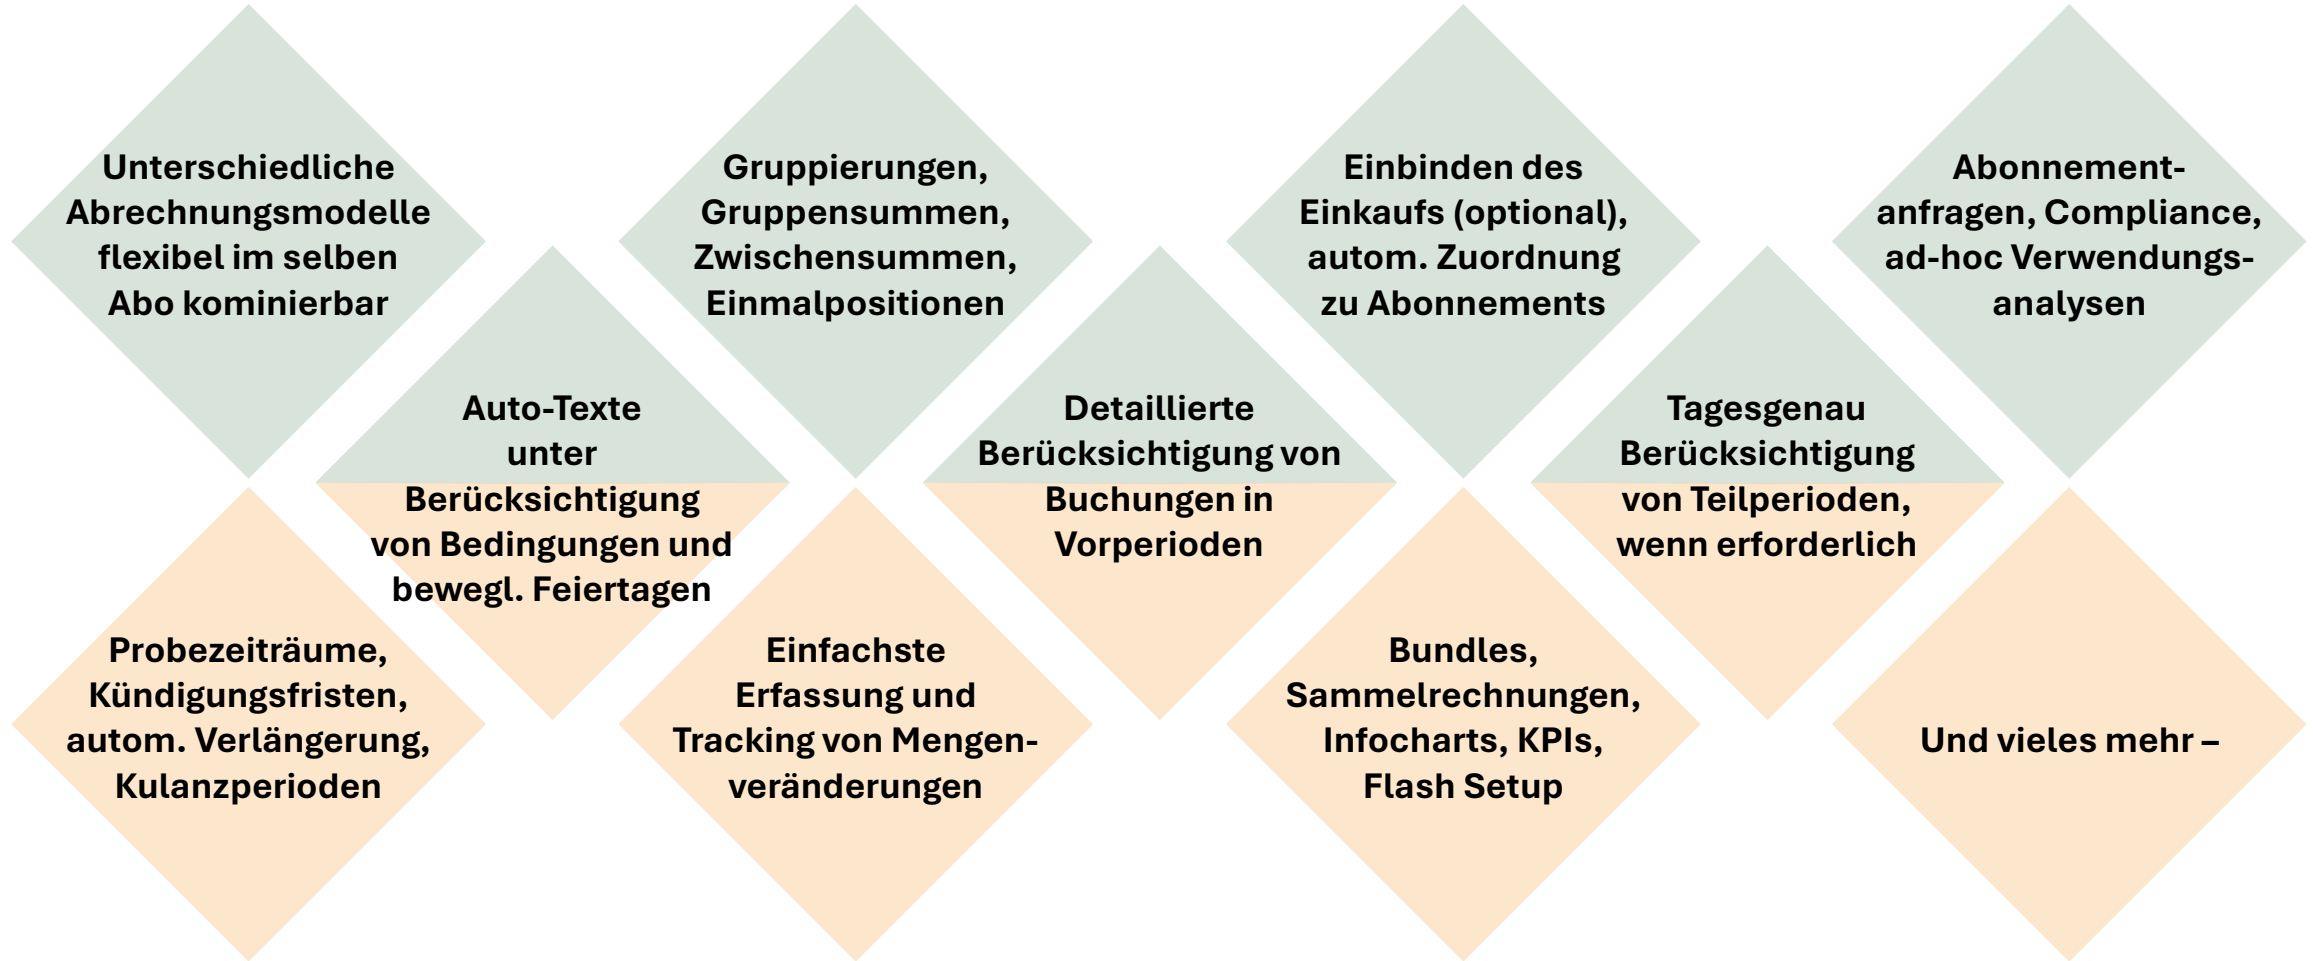 Unterschiedliche
Abrechnungsmodelle
flexibel im selben
Abo kominierbar
Gruppierungen,
Gruppensummen,
Zwischensummen,
Einmalpositionen
Einbinden des
Einkaufs (optional),
autom. Zuordnung
zu Abonnements
Abonnement-
anfragen, Compliance,
ad-hoc Verwendungs-
analysen
Auto-Texte
unter
Berücksichtigung
von Bedingungen und
bewegl. Feiertagen
Detaillierte
Berücksichtigung von
Buchungen in
Vorperioden
Tagesgenau
Berücksichtigung
von Teilperioden,
wenn erforderlich
Probezeiträume,
Kündigungsfristen,
autom. Verlängerung,
Kulanzperioden
Einfachste
Erfassung und
Tracking von Mengen-
veränderungen
Bundles,
Sammelrechnungen,
Infocharts, KPIs,
Flash Setup
Und vieles mehr –